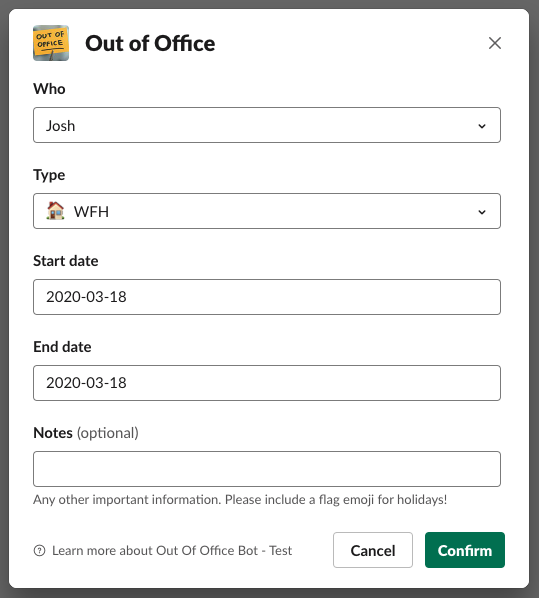 OUT OF
OFFICE
Out of Office
Who
Josh
Type
WFH
Start date
2020-03-18
End date
2020-03-18
Notes (optional)
Any other important information. Please include a flag emoji for holidays!
Learn more about Out Of Office Bot - Test
Cancel
Confirm